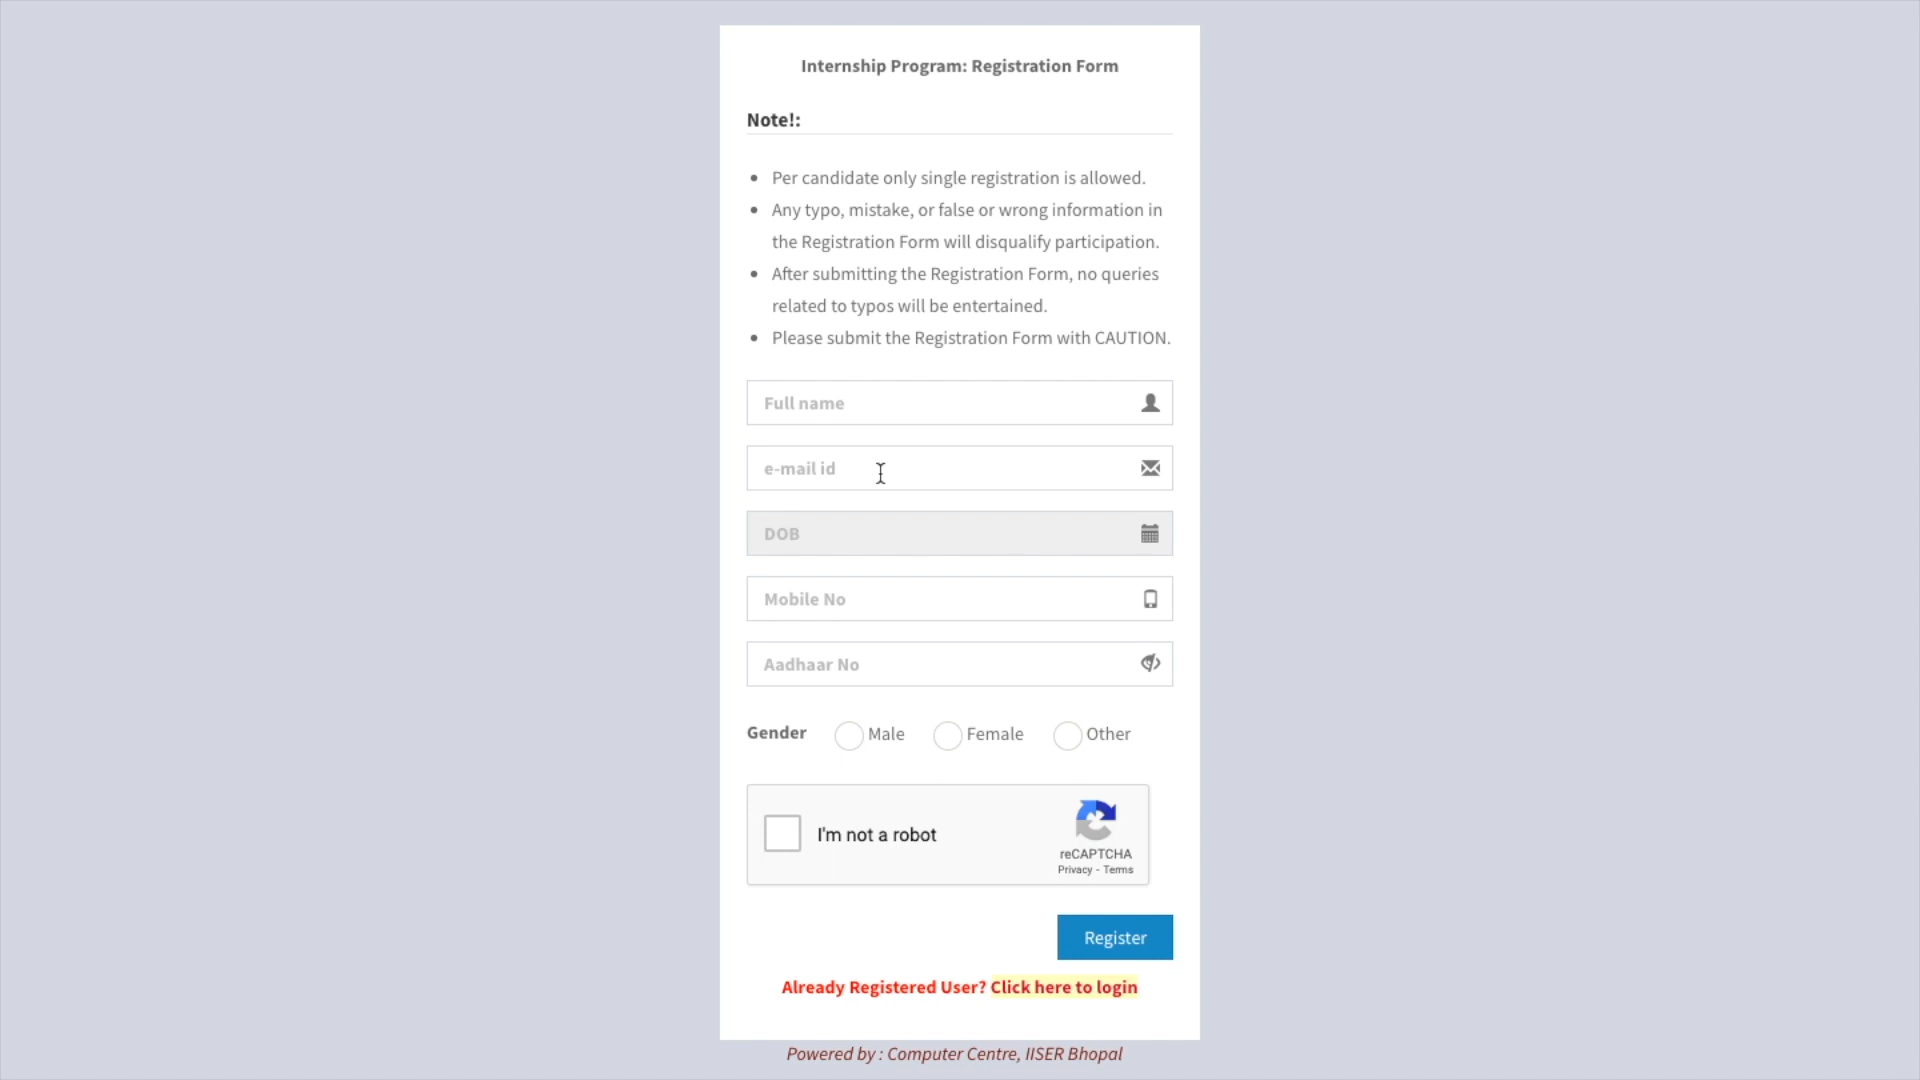 Internship Program: Registration Form
Note!:
Per candidate only single registration is allowed.
Any typo, mistake, or false or wrong information in
the Registration Form will disqualify participation.
After submitting the Registration Form, no queries
related to typos will be entertained.
Please submit the Registration Form with CAUTION.
Full name
e-mail id
DOB
Mobile No
Aadhaar No
Gender Male Female Other
I'm not a robot
reCAPTCHA
Privacy - Terms
Register
Already Registered User? Click here to login
Powered by : Computer Centre, IISER Bhopal